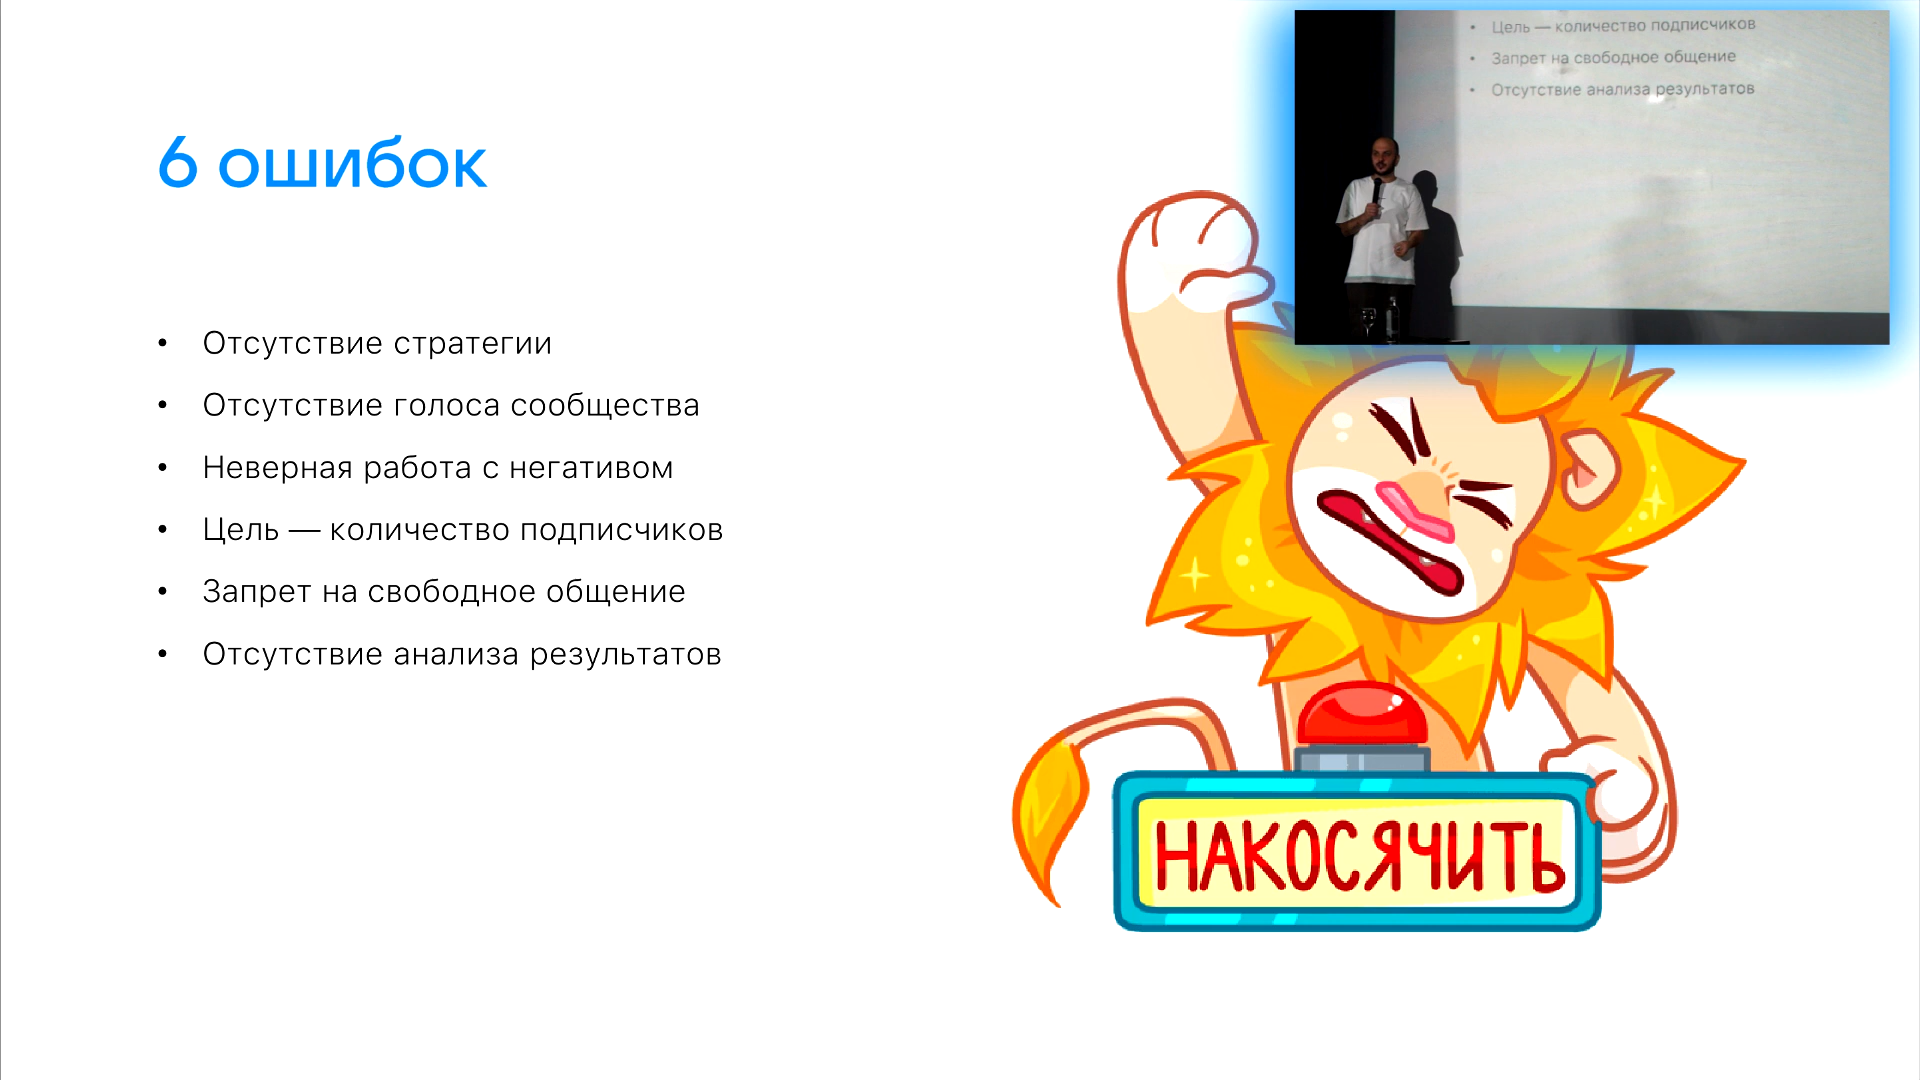 6 ошибок
• Отсутствие стратегии
• Отсутствие голоса сообщества
• Неверная работа с негативом
• Цель — количество подписчиков
• Запрет на свободное общение
• Отсутствие анализа результатов
• Цель — количество подписчиков
• Запрет на свободное общение
• Отсутствие анализа результатов
НАКОСЯЧИТЬ